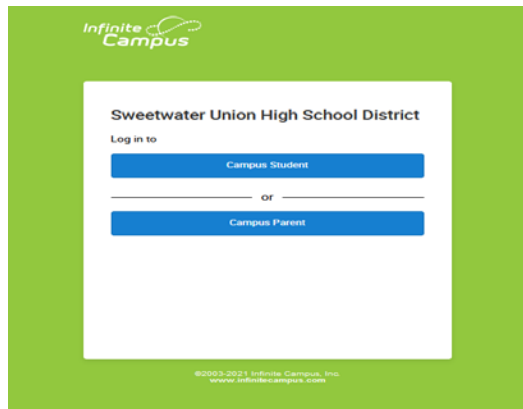 Infinite
Campus
Sweetwater Union High School District
Log in to
Campus Student
or
Campus Parent
©2003-2021 Infinite Campus, Inc.
www.infinitecampus.com